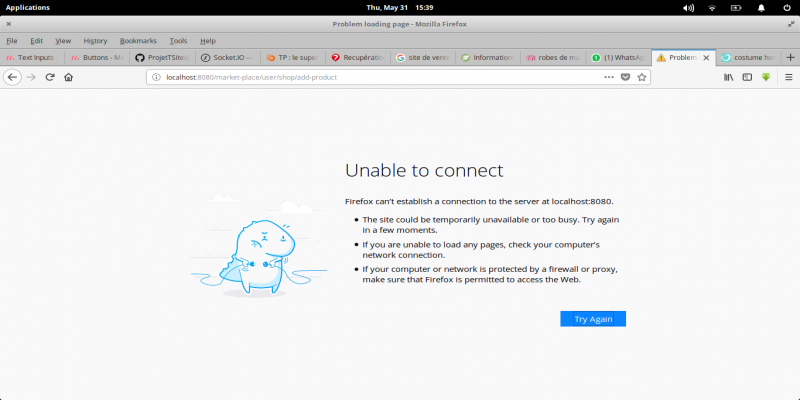 Applications
Thu, May 31 15:39
Problem loading page - Mozilla Firefox
File Edit View History Bookmarks Tools Help
Text inputs
Buttons - Ma
ProjetTSite/p
Socket.IO —
TP : le super
Recupératio
site de vent
Information
robes de ma
(1) WhatsAp
Problem
costume ho
localhost:8080/market-place/user/shop/add-product
Unable to connect
Firefox can't establish a connection to the server at localhost:8080.
The site could be temporarily unavailable or too busy. Try again
in a few moments.
If you are unable to load any pages, check your computer's
network connection.
If your computer or network is protected by a firewall or proxy,
make sure that Firefox is permitted to access the Web.
Try Again